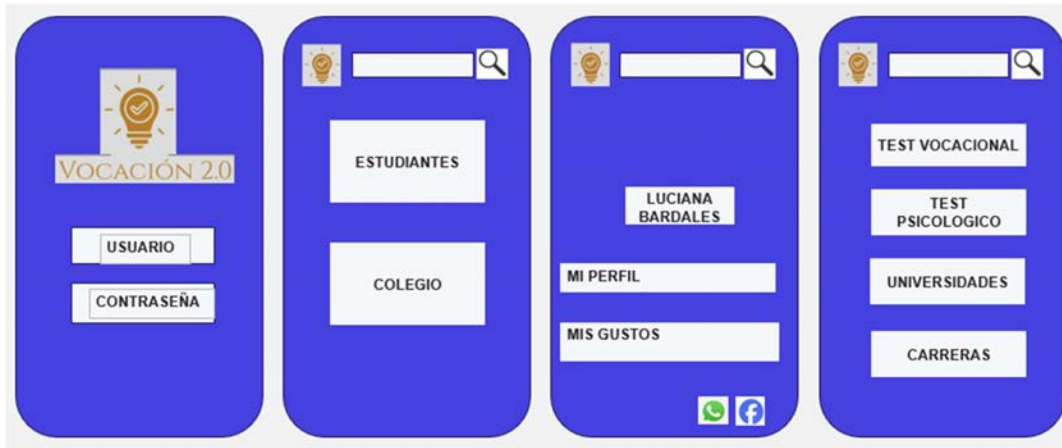 VOCACIÓN 2.0
USUARIO
CONTRASEÑA
ESTUDIANTES
COLEGIO
LUCIANA
BARDALES
MI PERFIL
MIS GUSTOS
TEST VOCACIONAL
TEST
PSICOLOGICO
UNIVERSIDADES
CARRERAS